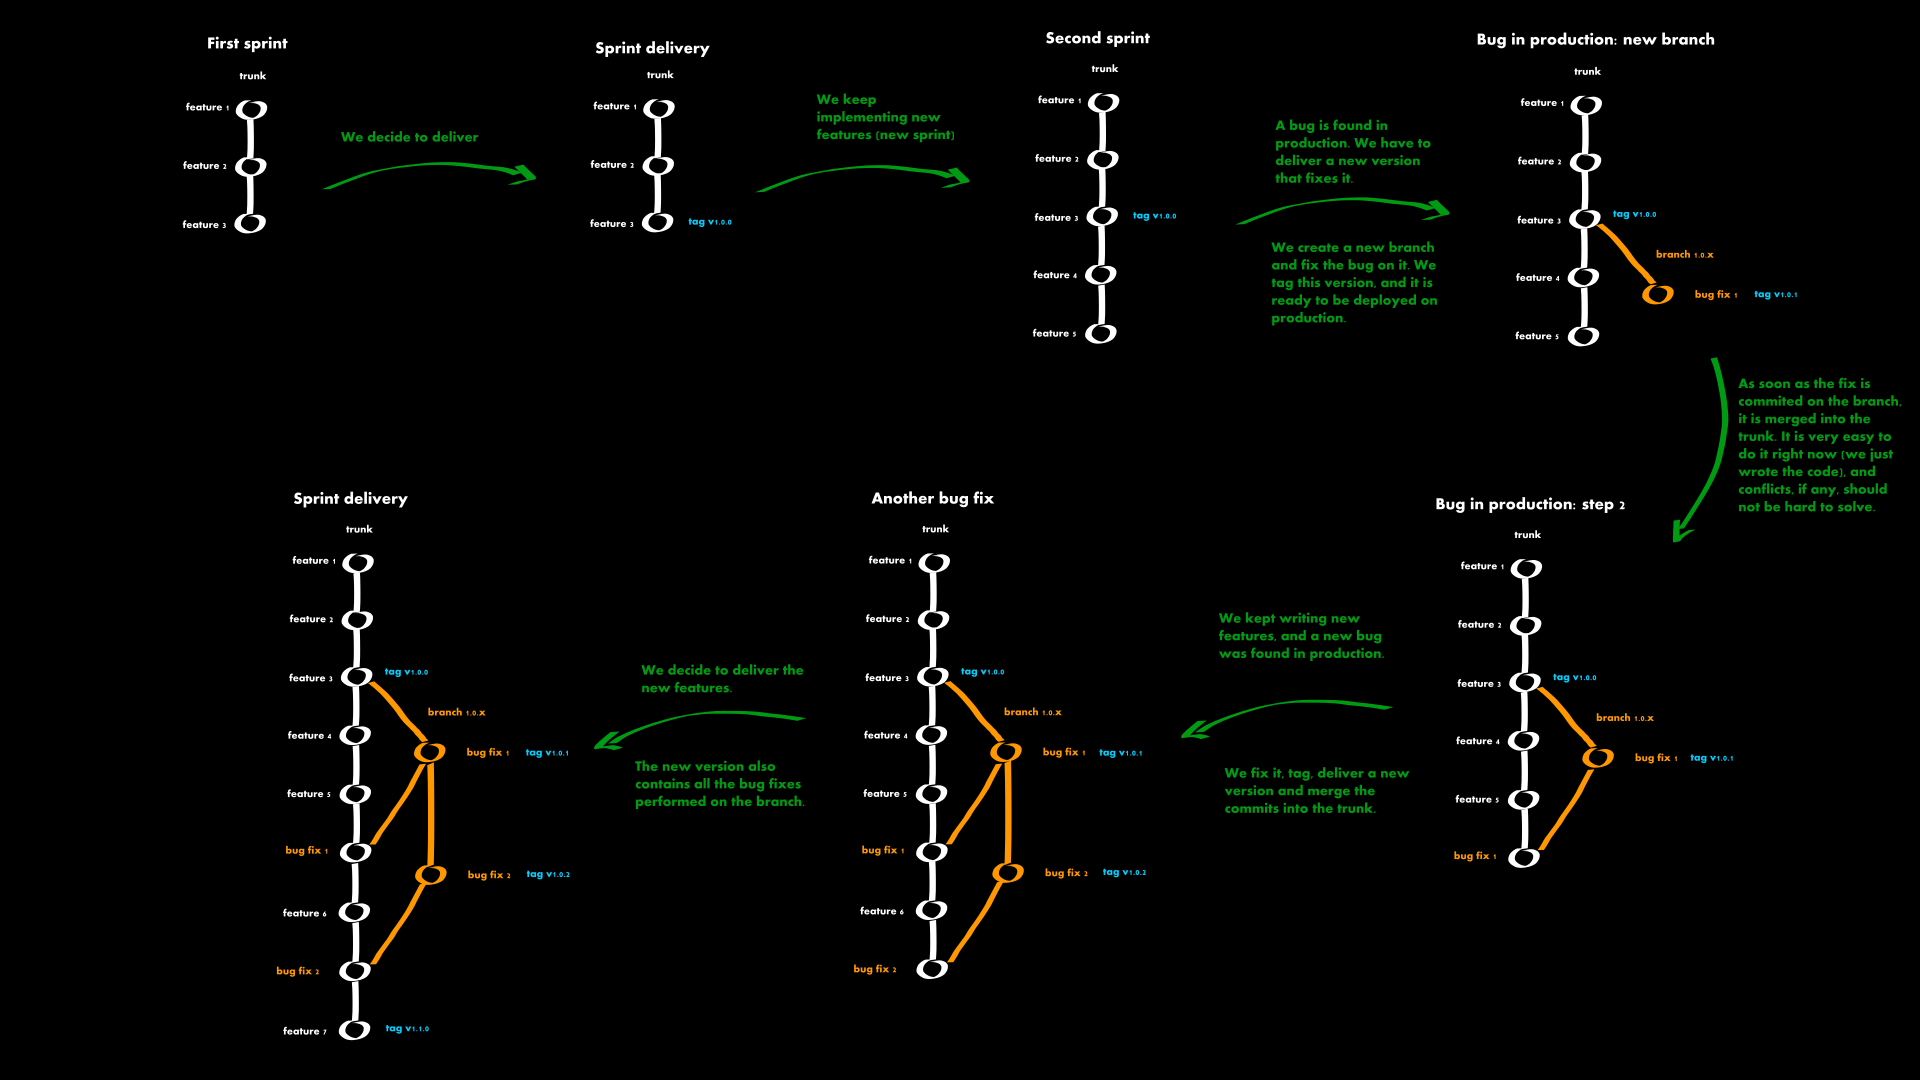 First sprint
trunk
feature 1
feature 2
feature 3
We decide to deliver
Sprint delivery
trunk
feature 1
feature 2
feature 3
tag v1.0.0
We keep
implementing new
features (new sprint)
Second sprint
trunk
feature 1
feature 2
feature 3
tag v1.0.0
feature 4
feature 5
A bug is found in
production. We have to
deliver a new version
that fixes it.
We create a new branch
and fix the bug on it. We
tag this version, and it is
ready to be deployed on
production.
Bug in production: new branch
trunk
feature 1
feature 2
feature 3
tag v1.0.0
branch 1.0.x
feature 4
bug fix 1
tag v1.0.1
feature 5
As soon as the fix is
commited on the branch,
it is merged into the
trunk. It is very easy to
do it right now (we just
wrote the code), and
conflicts, if any, should
not be hard to solve.
Bug in production: step 2
trunk
feature 1
feature 2
feature 3
tag v1.0.0
branch 1.0.x
feature 4
bug fix 1
tag v1.0.1
feature 5
bug fix 1
We kept writing new
features, and a new bug
was found in production.
We fix it, tag, deliver a new
version and merge the
commits into the trunk.
Another bug fix
trunk
feature 1
feature 2
feature 3
tag v1.0.0
branch 1.0.x
feature 4
bug fix 1
tag v1.0.1
feature 5
bug fix 1
bug fix 2
tag v1.0.2
feature 6
bug fix 2
We decide to deliver the
new features.
The new version also
contains all the bug fixes
performed on the branch.
Sprint delivery
trunk
feature 1
feature 2
feature 3
tag v1.0.0
branch 1.0.x
feature 4
bug fix 1
tag v1.0.1
feature 5
bug fix 1
bug fix 2
tag v1.0.2
feature 6
bug fix 2
feature 7
tag v1.1.0